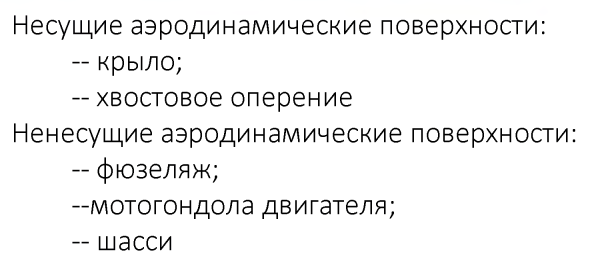 Несущие аэродинамические поверхности:
-- крыло;
-- хвостовое оперение
Ненесущие аэродинамические поверхности:
-- фюзеляж;
--мотогондола двигателя;
-- шасси